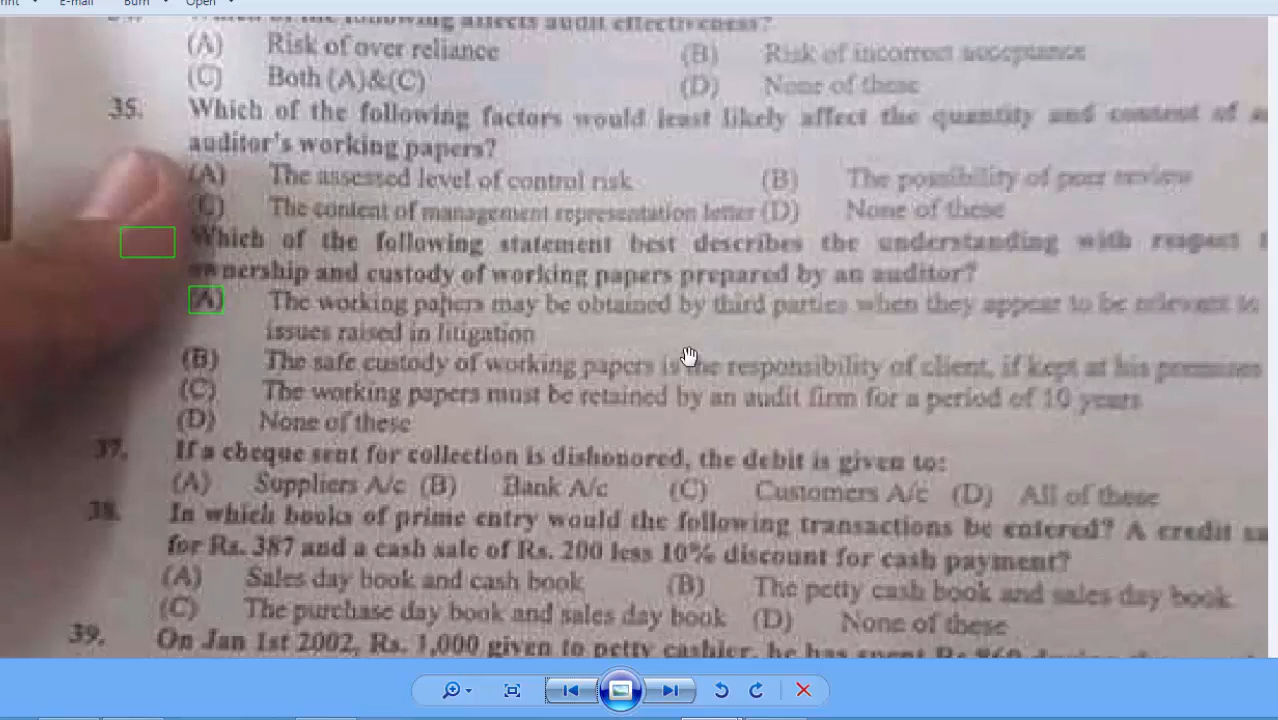 E-mail Burn Open
Which of the following affects audit effectiveness?
(A) Risk of over reliance (B) Risk of incorrect acceptance
(C) Both (A)&(C) (D) None of these
35. Which of the following factors would least likely affect the quantity and content of
auditor's working papers?
(A) The assessed level of control risk (B) The possibility of peer review
(C) The content of management representation letter (D) None of these
Which of the following statement best describes the understanding with respect
ownership and custody of working papers prepared by an auditor?
(A) The working papers may be obtained by third parties when they appear to be relevant to
issues raised in litigation
(B) The safe custody of working papers is the responsibility of client, if kept at his premises
(C) The working papers must be retained by an audit firm for a period of 10 years
(D) None of these
37. If a cheque sent for collection is dishonored, the debit is given to:
(A) Suppliers A/c (B) Bank A/c (C) Customers A/c (D) All of these
38. In which books of prime entry would the following transactions be entered? A credit
for Rs. 387 and a cash sale of Rs. 200 less 10% discount for cash payment?
(A) Sales day book and cash book (B) The petty cash book and sales day book
(C) The purchase day book and sales day book (D) None of these
39. On Jan 1st 2002, Rs. 1,000 given to petty cashier, he has spent Rs.860